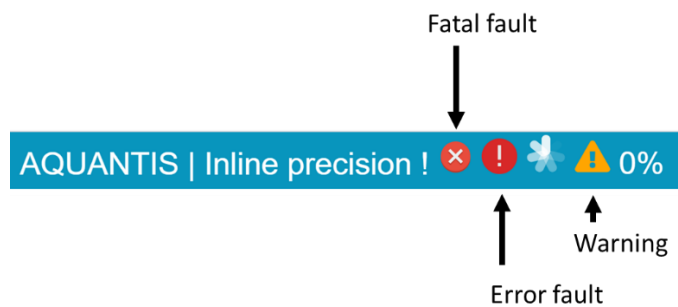 Fatal fault
AQUANTIS | Inline precision ! 0%
Warning
Error fault